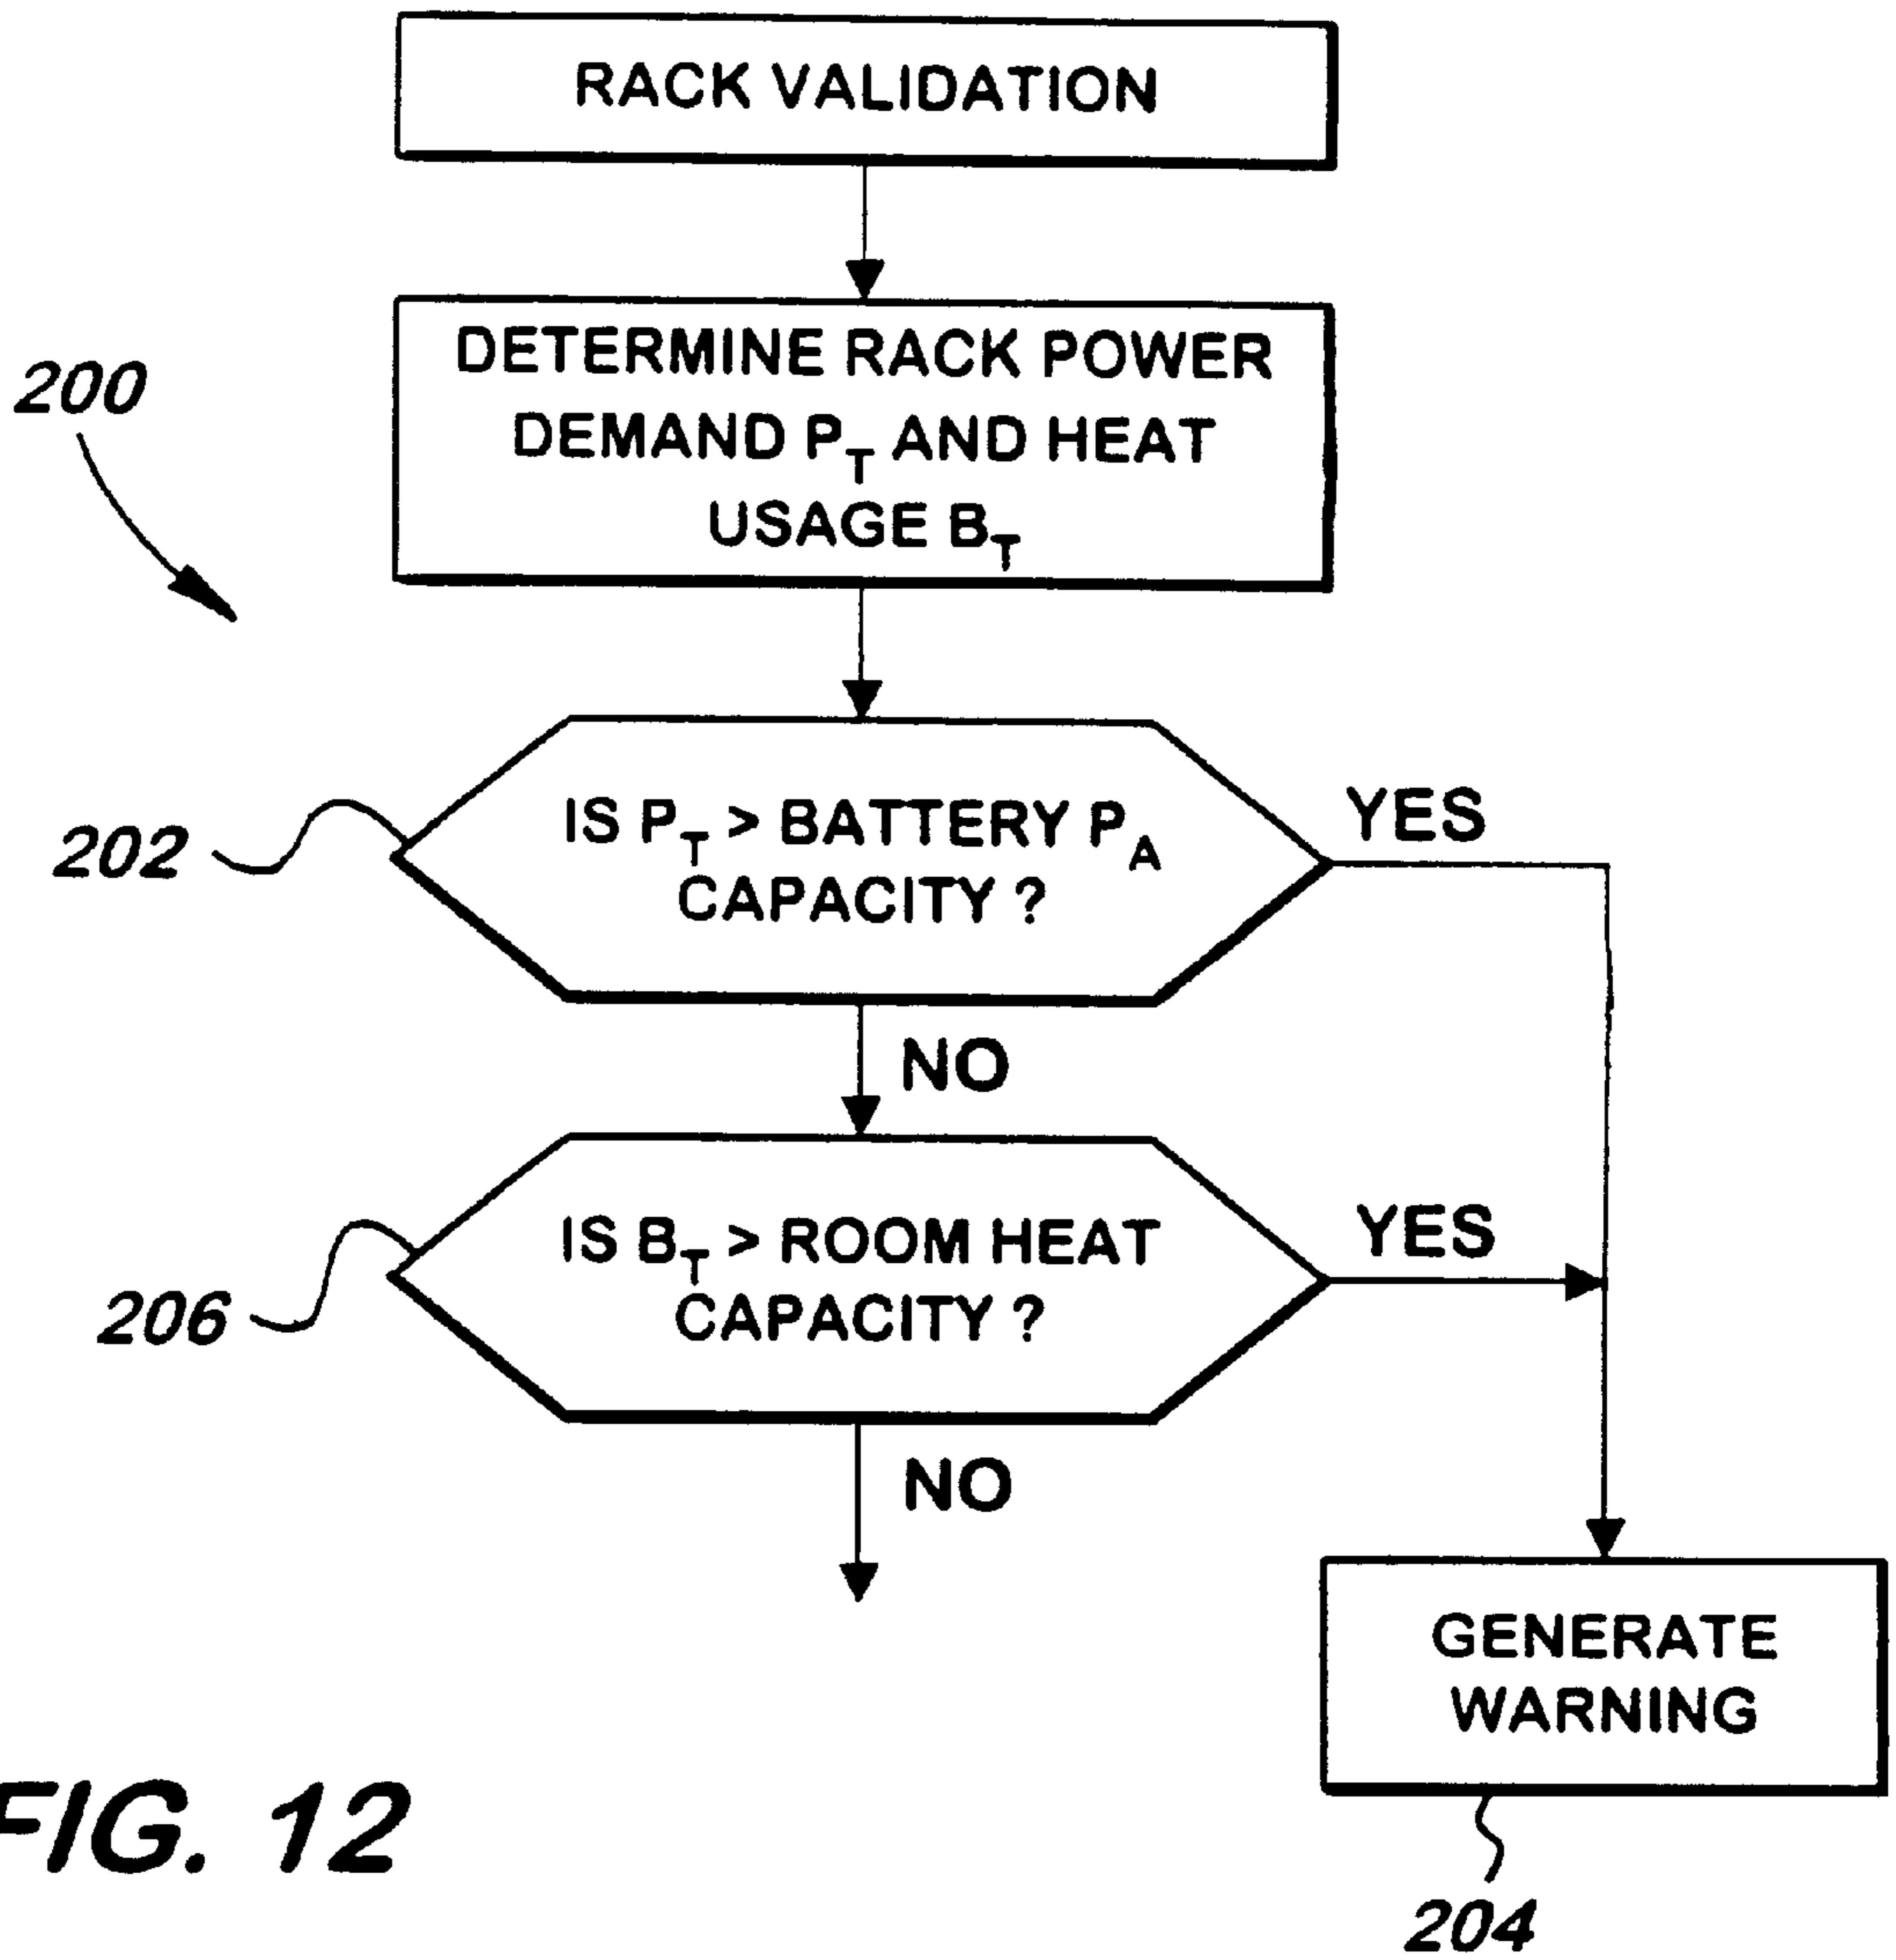 RACK VALIDATION
200
DETERMINE RACK POWER
DEMAND P_T AND HEAT
USAGE B_T
202
IS P_T > BATTERY P_A
CAPACITY ?
YES
NO
206
IS B_T > ROOM HEAT
CAPACITY ?
YES
NO
GENERATE
WARNING
204
FIG. 12